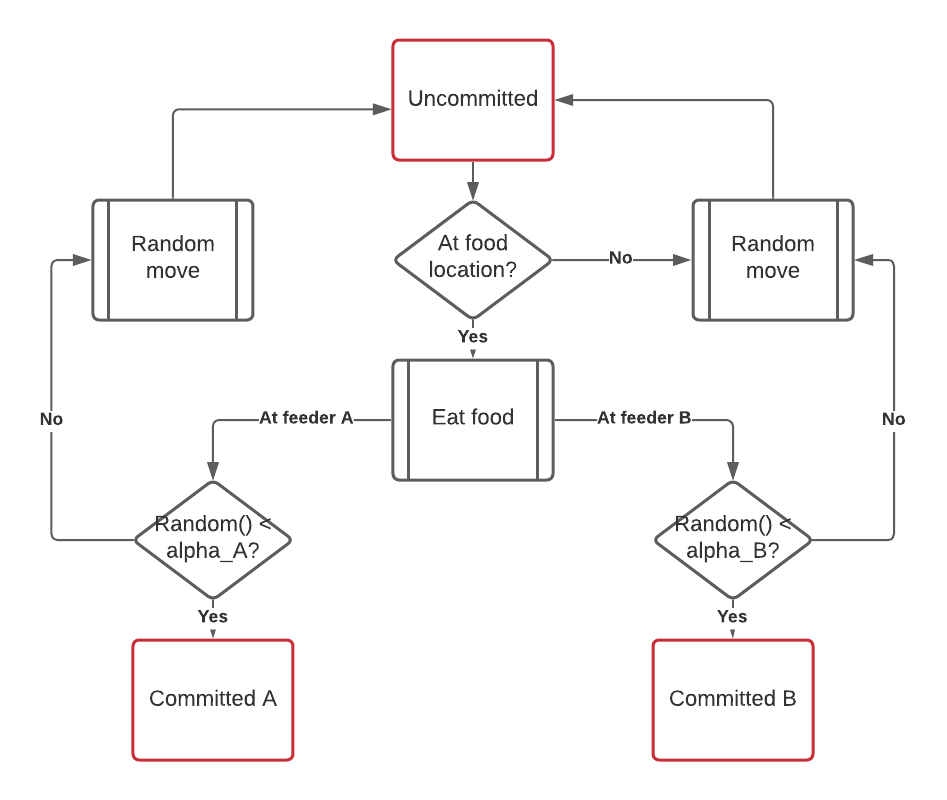 Uncommitted
Random
move
At food
location?
No
Random
move
Yes
No
At feeder A
Eat food
At feeder B
No
Random() <
alpha_A?
Random() <
alpha_B?
Yes
Yes
Committed A
Committed B